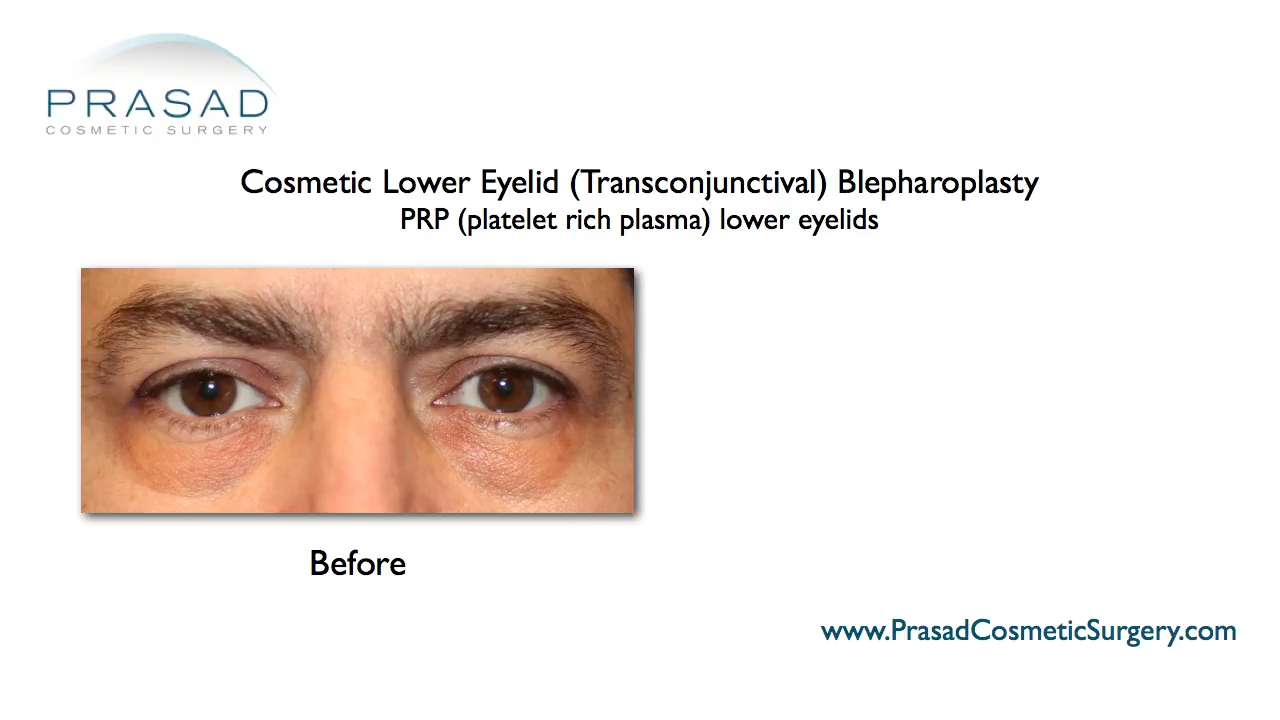 PRASAD
COSMETIC SURGERY
Cosmetic Lower Eyelid (Transconjunctival) Blepharoplasty
PRP (platelet rich plasma) lower eyelids
Before
www.PrasadCosmeticSurgery.com